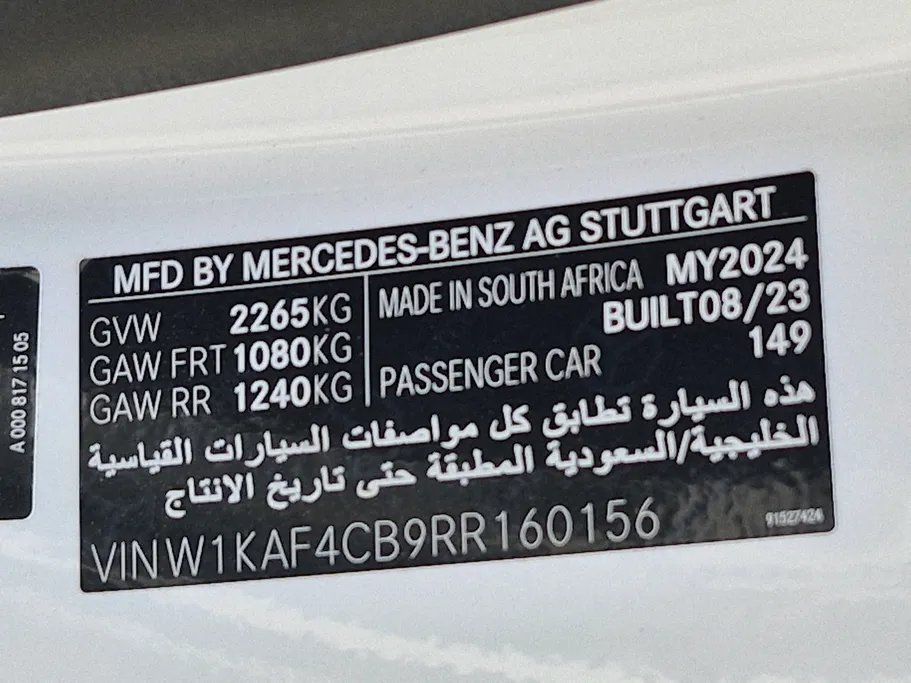 MFD BY MERCEDES-BENZ AG STUTTGART
GVW 2265KG
GAW FRT 1080KG
GAW RR 1240KG
MADE IN SOUTH AFRICA MY2024
BUILT08/23
149
PASSENGER CAR
هذه السيارة تطابق كل مواصفات السيارات القياسية
الخليجية/السعودية المطبقة حتى تاريخ الانتاج
VIN W1KAF4CB9RR160156
91527424
A 000 817 15 05